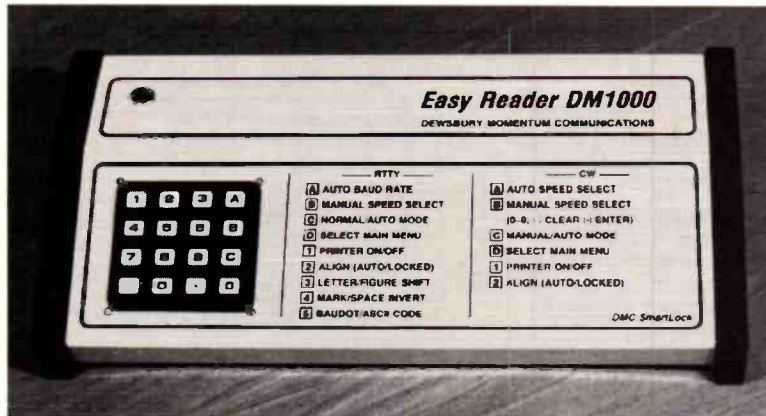 Easy Reader DM1000
DEWSBURY MOMENTUM COMMUNICATIONS
1 2 3 A
4 5 6 B
7 8 9 C
0 · D
RTTY
A AUTO BAUD RATE
B MANUAL SPEED SELECT
C NORMAL/AUTO MODE
D SELECT MAIN MENU
1 PRINTER ON/OFF
2 ALIGN (AUTO/LOCKED)
3 LETTER/FIGURE SHIFT
4 MARK/SPACE INVERT
5 BAUDOT/ASCII CODE
CW
A AUTO SPEED SELECT
B MANUAL SPEED SELECT
CLEAR ENTER)
C MANUAL/AUTO MODE
D SELECT MAIN MENU
1 PRINTER ON/OFF
2 ALIGN (AUTO/LOCKED)
DMC SmartLock